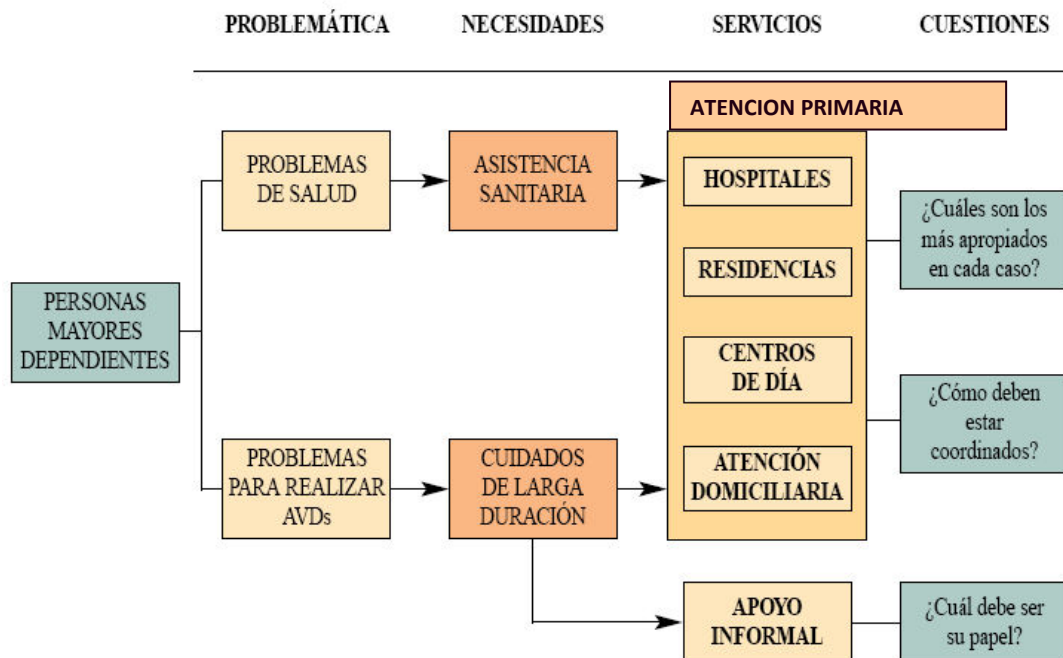 PROBLEMÁTICA NECESIDADES SERVICIOS CUESTIONES
ATENCION PRIMARIA
PROBLEMAS
DE SALUD
ASISTENCIA
SANITARIA
HOSPITALES
RESIDENCIAS
CENTROS
DE DÍA
ATENCIÓN
DOMICILIARIA
¿Cuáles son los
más apropiados
en cada caso?
PERSONAS
MAYORES
DEPENDIENTES
¿Cómo deben
estar
coordinados?
PROBLEMAS
PARA REALIZAR
AVDs
CUIDADOS
DE LARGA
DURACIÓN
APOYO
INFORMAL
¿Cuál debe ser
su papel?